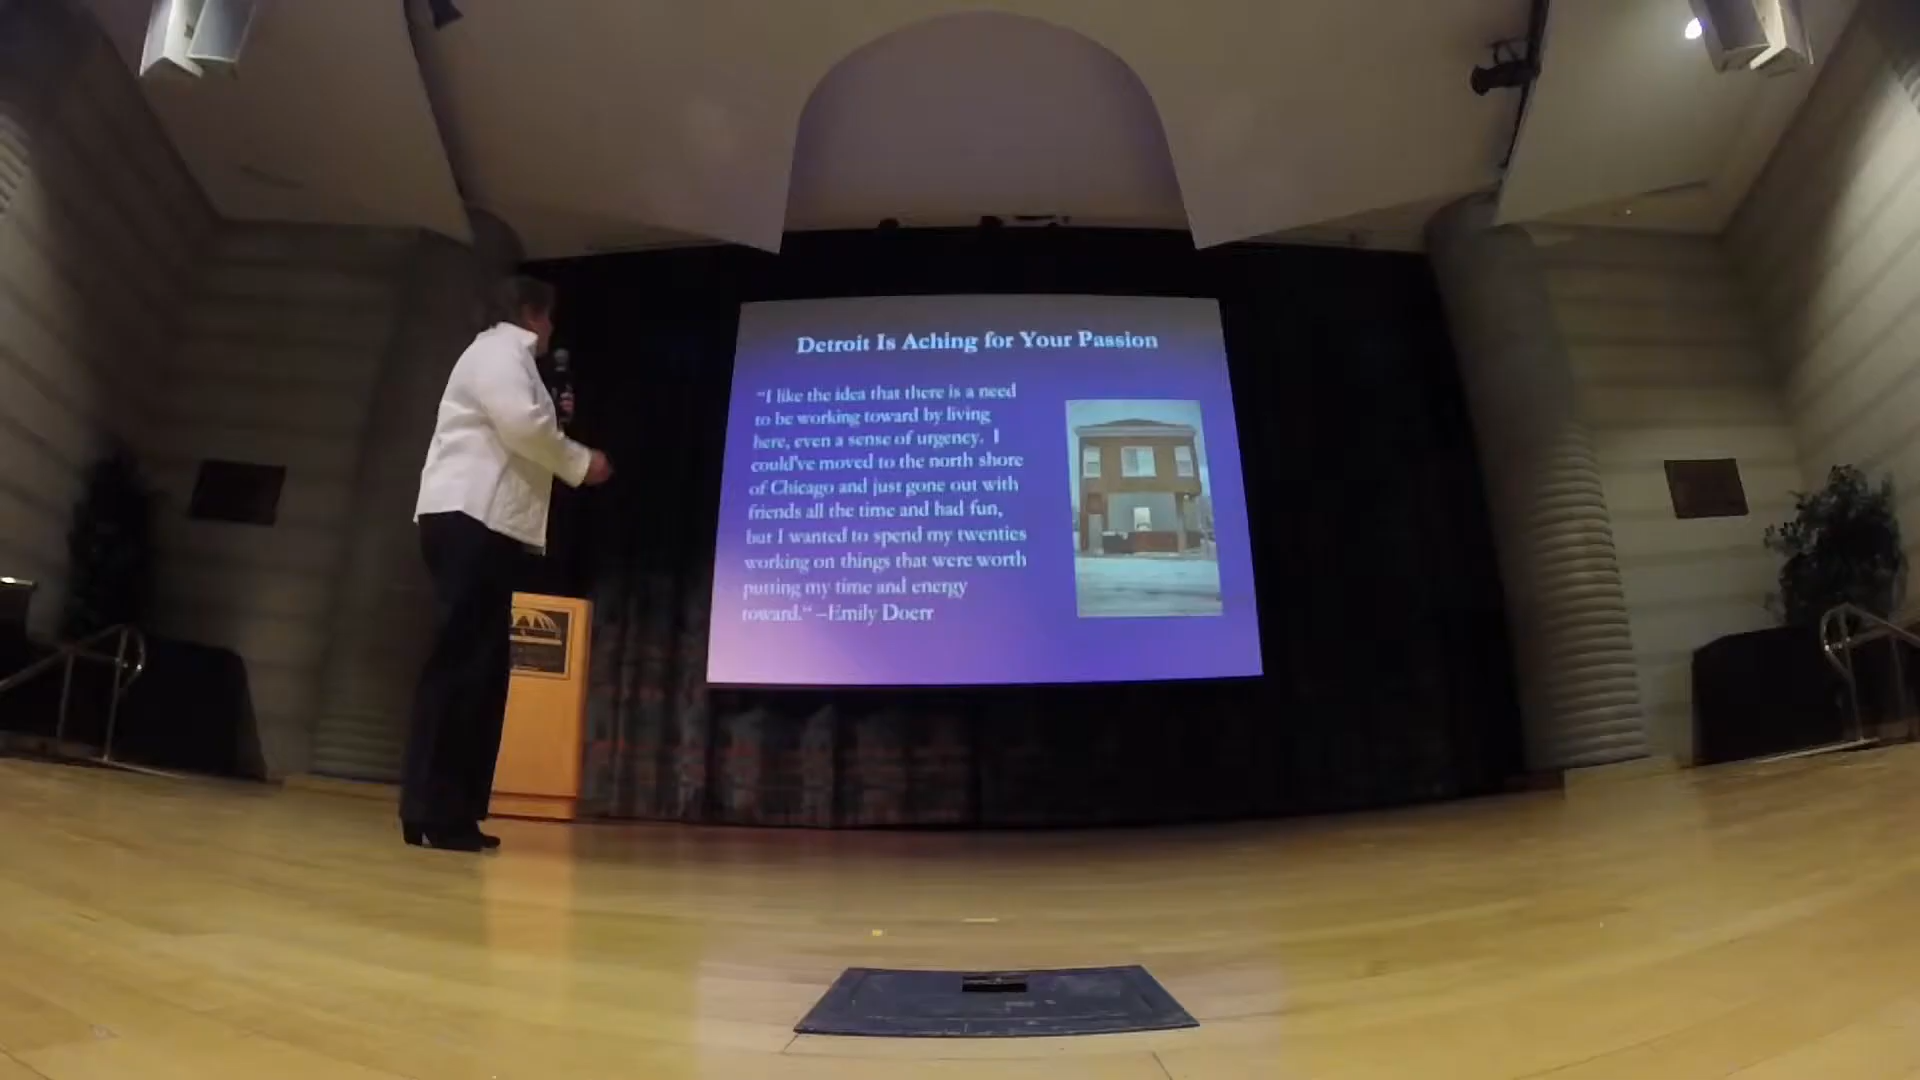 Detroit Is Aching for Your Passion
"I like the idea that there is a need
to be working toward by living
here, even a sense of urgency. I
could've moved to the north shore
of Chicago and just gone out with
friends all the time and had fun,
but I wanted to spend my twenties
working on things that were worth
putting my time and energy
toward." –Emily Doerr